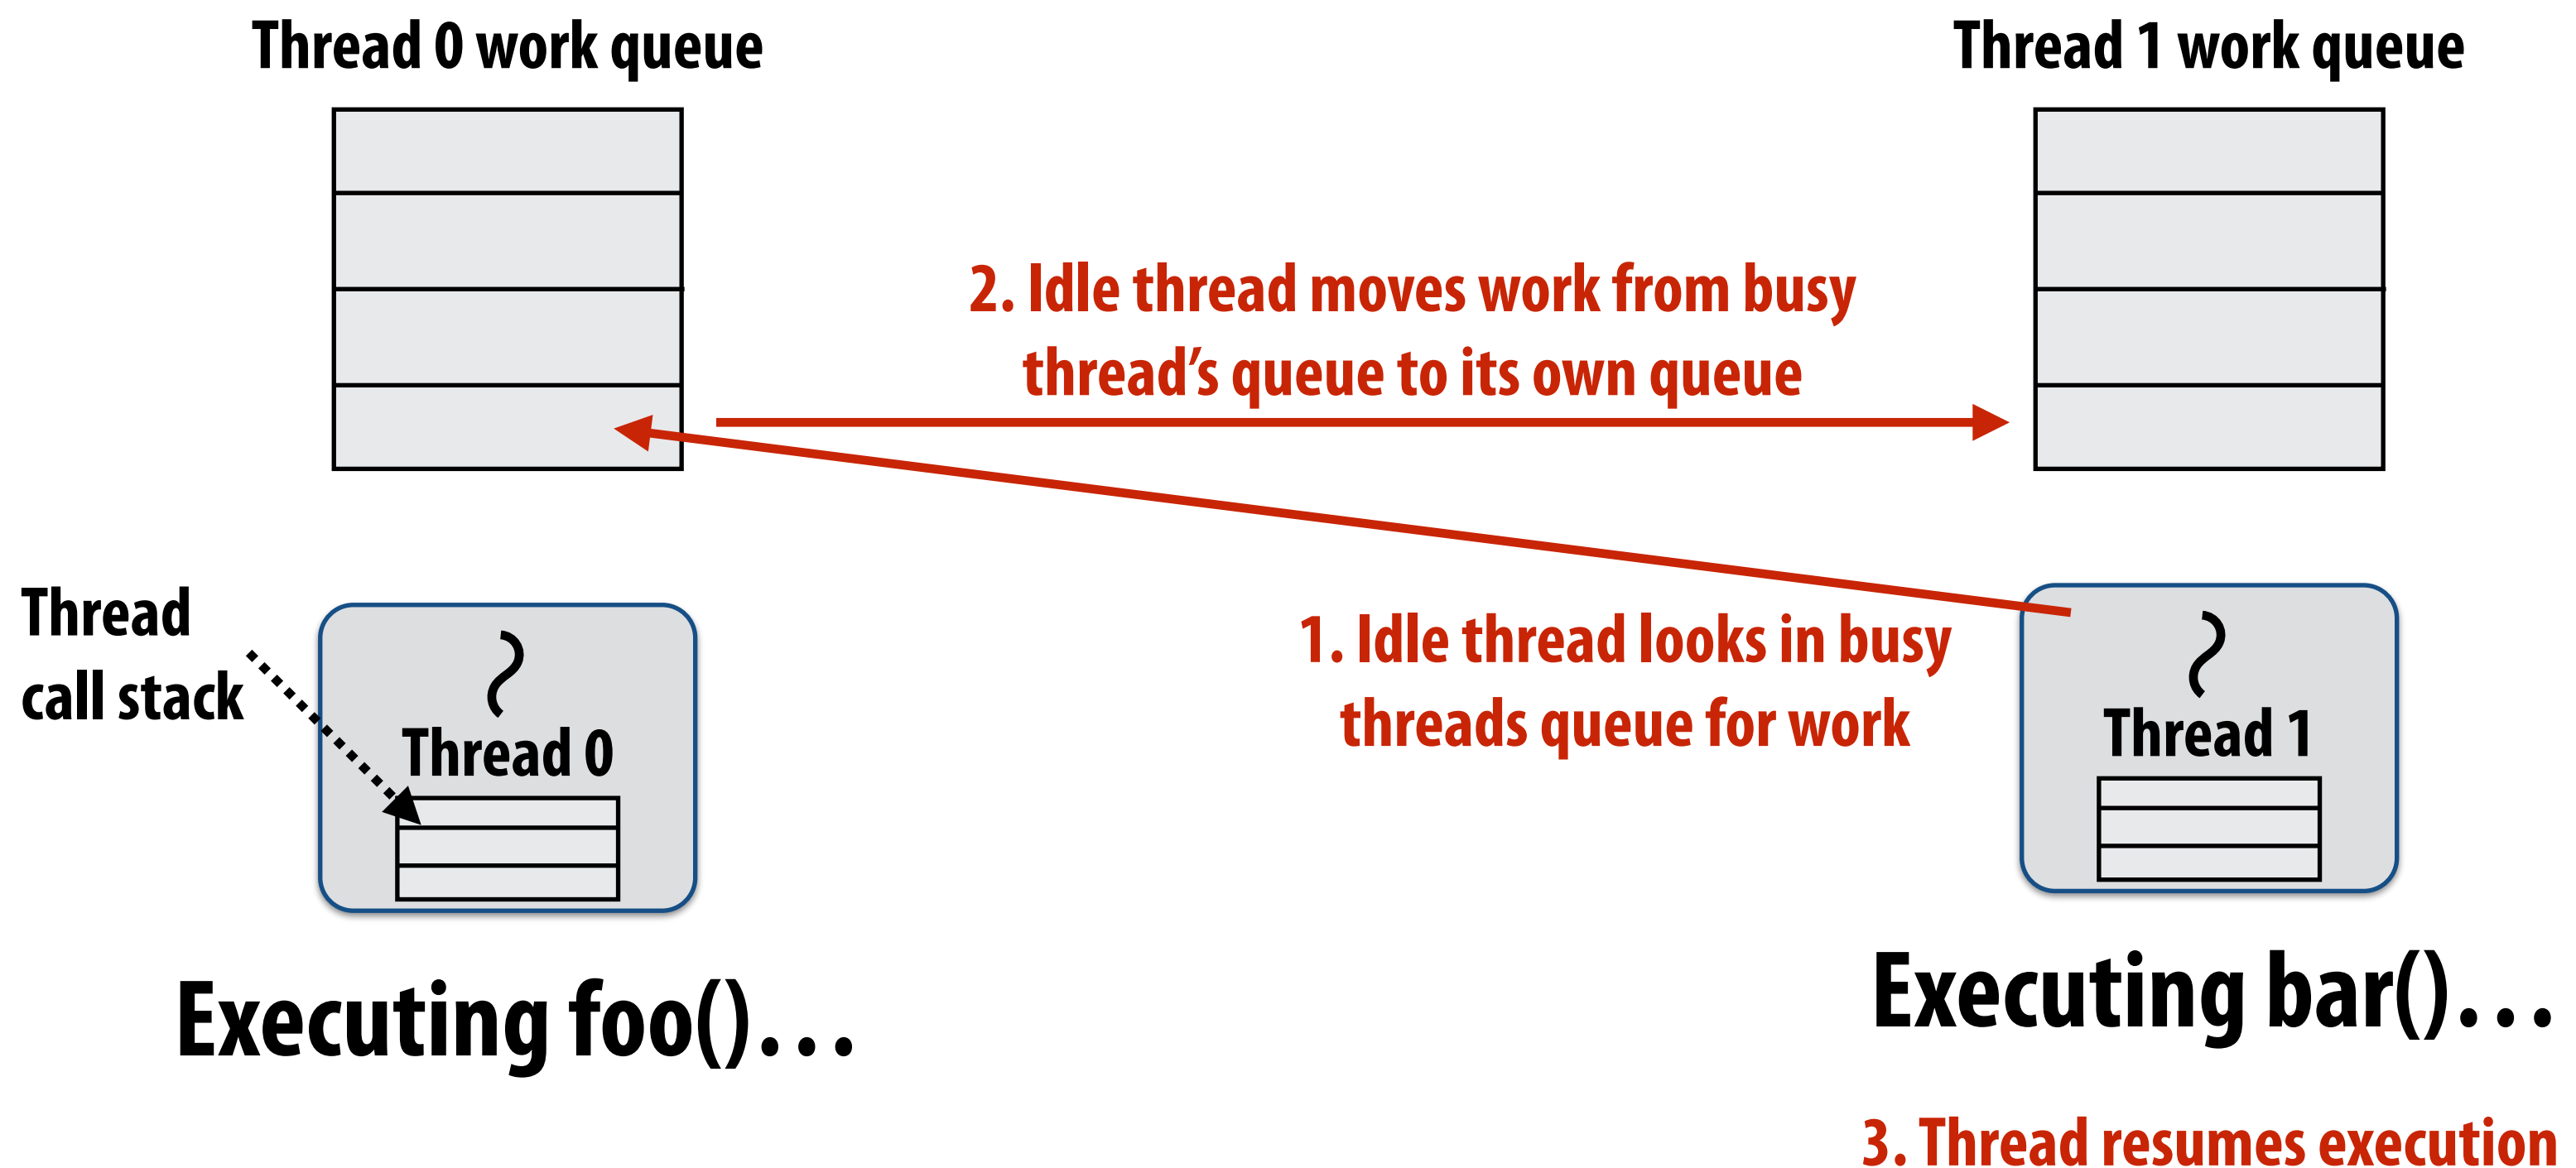 Thread 0 work queue
Thread 1 work queue
2. Idle thread moves work from busy
thread’s queue to its own queue
Thread
call stack
1. Idle thread looks in busy
threads queue for work
Thread 0
Thread 1
Executing foo()…
Executing bar()…
3. Thread resumes execution